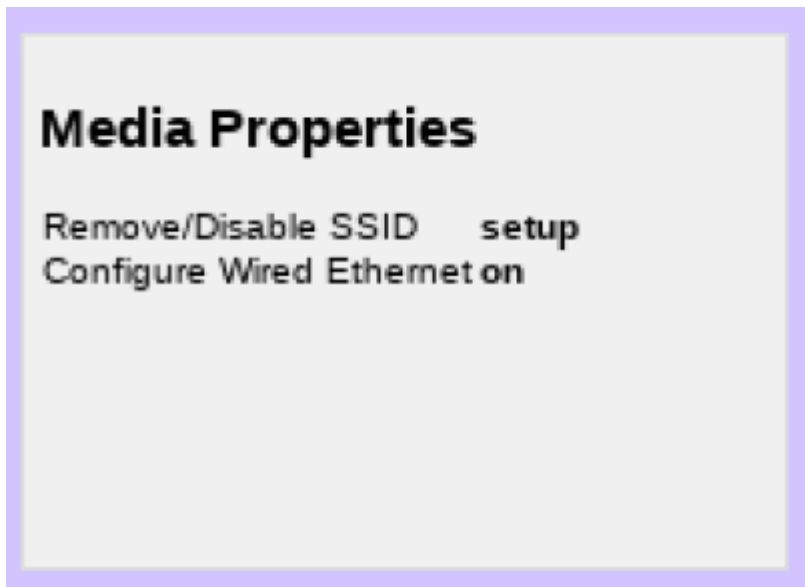 Media Properties
Remove/Disable SSID setup
Configure Wired Ethernet on